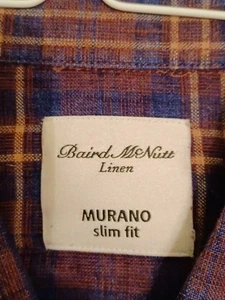 Baird McNutt
Linen
MURANO
slim fit